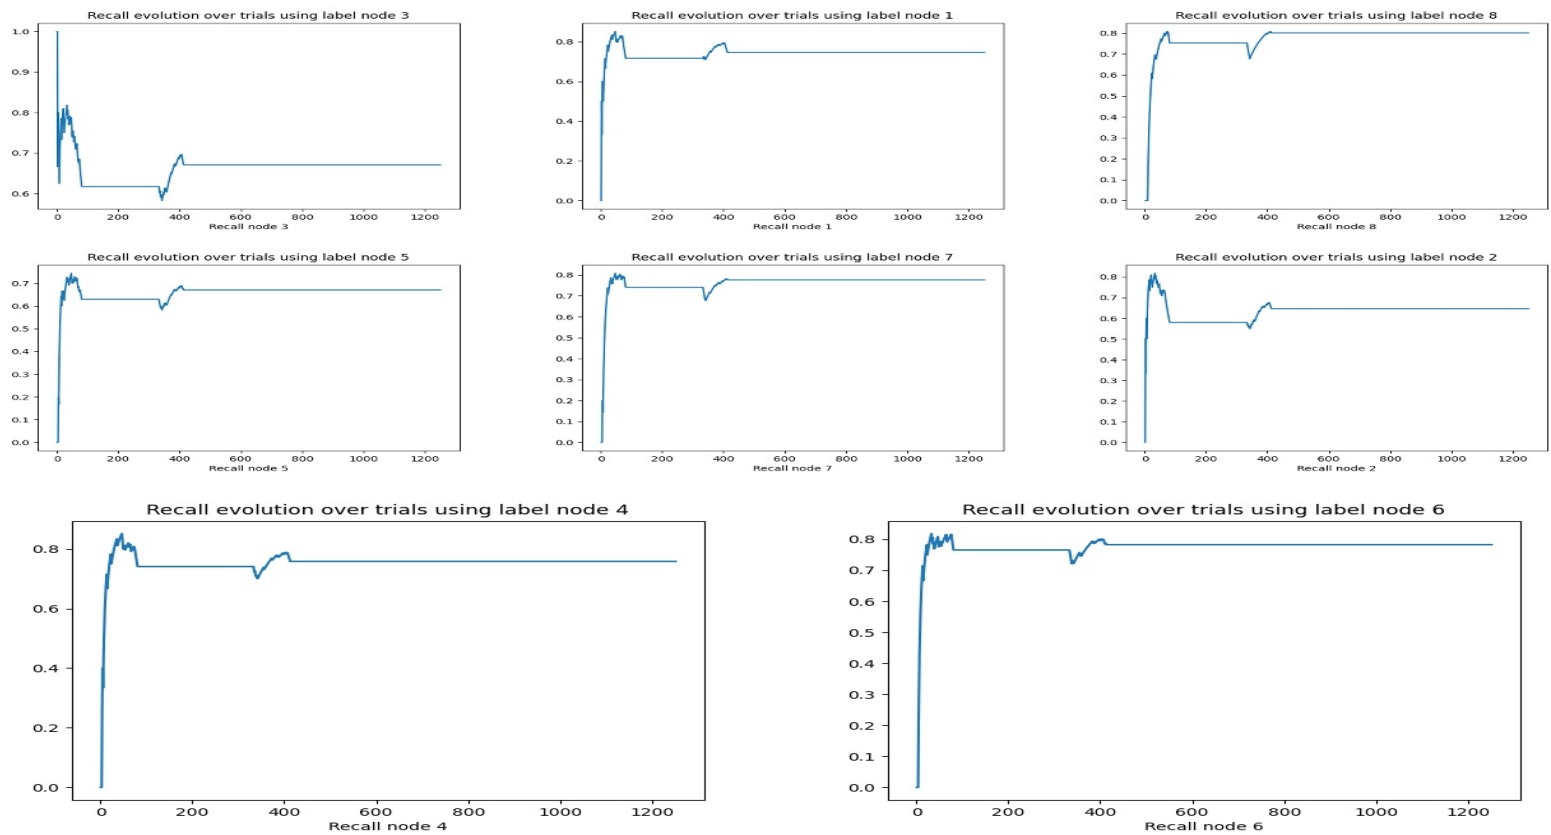 Recall evolution over trials using label node 3
1.0
0.9
0.8
0.7
0.6
0 200 400 600 800 1000 1200
Recall node 3
Recall evolution over trials using label node 1
0.8
0.6
0.4
0.2
0.0
0 200 400 600 800 1000 1200
Recall node 1
Recall evolution over trials using label node 8
0.8
0.7
0.6
0.5
0.4
0.3
0.2
0.1
0.0
0 200 400 600 800 1000 1200
Recall node 8
Recall evolution over trials using label node 5
0.7
0.6
0.5
0.4
0.3
0.2
0.1
0.0
0 200 400 600 800 1000 1200
Recall node 5
Recall evolution over trials using label node 7
0.8
0.7
0.6
0.5
0.4
0.3
0.2
0.1
0.0
0 200 400 600 800 1000 1200
Recall node 7
Recall evolution over trials using label node 2
0.8
0.7
0.6
0.5
0.4
0.3
0.2
0.1
0.0
0 200 400 600 800 1000 1200
Recall node 2
Recall evolution over trials using label node 4
0.8
0.6
0.4
0.2
0.0
0 200 400 600 800 1000 1200
Recall node 4
Recall evolution over trials using label node 6
0.8
0.7
0.6
0.5
0.4
0.3
0.2
0.1
0.0
0 200 400 600 800 1000 1200
Recall node 6